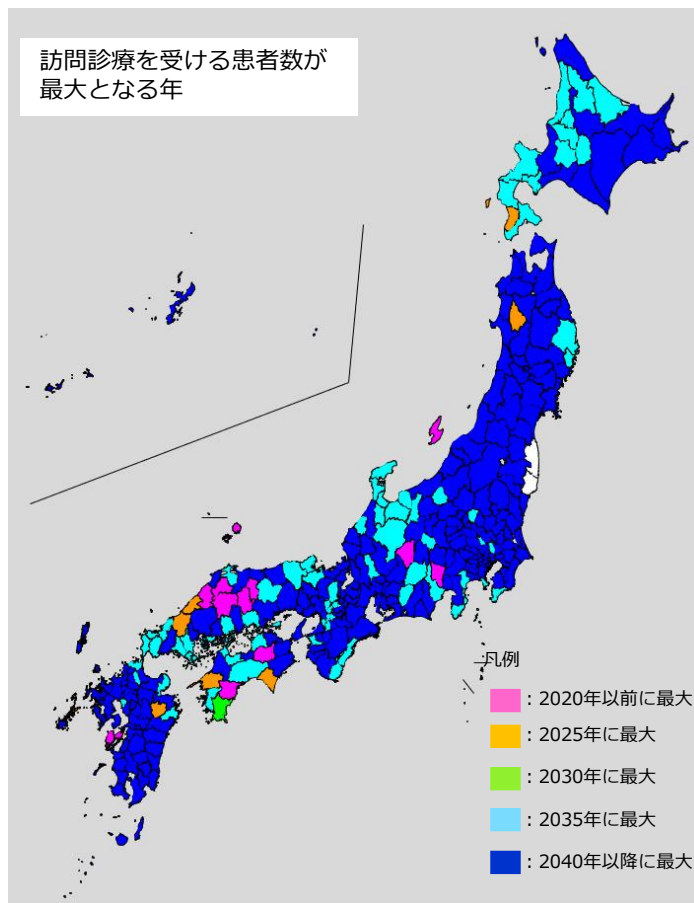 訪問診療を受ける患者数が
最大となる年
凡例
：2020年以前に最大
：2025年に最大
：2030年に最大
：2035年に最大
：2040年以降に最大